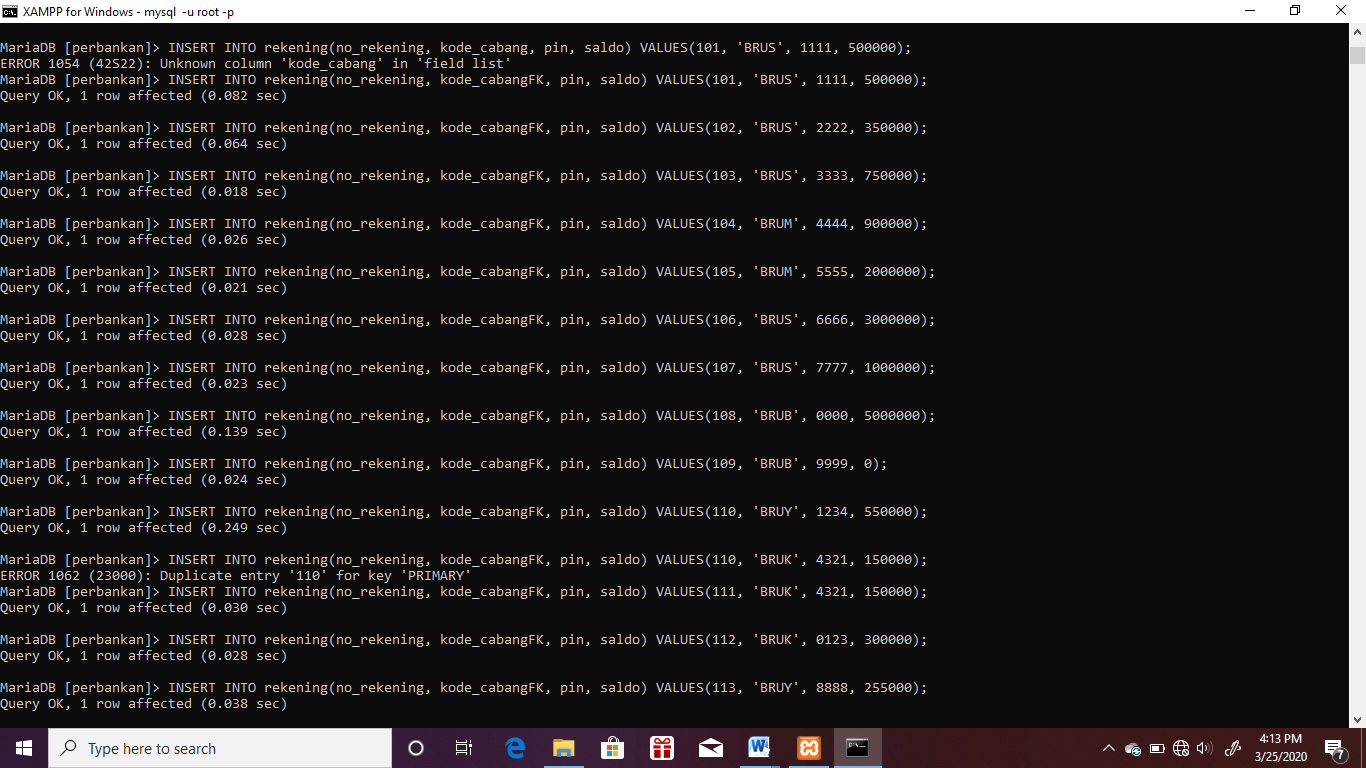 XAMPP for Windows - mysql -u root -p
MariaDB [perbankan]> INSERT INTO rekening(no_rekening, kode_cabang, pin, saldo) VALUES(101, 'BRUS', 1111, 500000);
ERROR 1054 (42S22): Unknown column 'kode_cabang' in 'field list'
MariaDB [perbankan]> INSERT INTO rekening(no_rekening, kode_cabangFK, pin, saldo) VALUES(101, 'BRUS', 1111, 500000);
Query OK, 1 row affected (0.082 sec)
MariaDB [perbankan]> INSERT INTO rekening(no_rekening, kode_cabangFK, pin, saldo) VALUES(102, 'BRUS', 2222, 350000);
Query OK, 1 row affected (0.064 sec)
MariaDB [perbankan]> INSERT INTO rekening(no_rekening, kode_cabangFK, pin, saldo) VALUES(103, 'BRUS', 3333, 750000);
Query OK, 1 row affected (0.018 sec)
MariaDB [perbankan]> INSERT INTO rekening(no_rekening, kode_cabangFK, pin, saldo) VALUES(104, 'BRUM', 4444, 900000);
Query OK, 1 row affected (0.026 sec)
MariaDB [perbankan]> INSERT INTO rekening(no_rekening, kode_cabangFK, pin, saldo) VALUES(105, 'BRUM', 5555, 2000000);
Query OK, 1 row affected (0.021 sec)
MariaDB [perbankan]> INSERT INTO rekening(no_rekening, kode_cabangFK, pin, saldo) VALUES(106, 'BRUS', 6666, 3000000);
Query OK, 1 row affected (0.028 sec)
MariaDB [perbankan]> INSERT INTO rekening(no_rekening, kode_cabangFK, pin, saldo) VALUES(107, 'BRUS', 7777, 1000000);
Query OK, 1 row affected (0.023 sec)
MariaDB [perbankan]> INSERT INTO rekening(no_rekening, kode_cabangFK, pin, saldo) VALUES(108, 'BRUB', 0000, 5000000);
Query OK, 1 row affected (0.139 sec)
MariaDB [perbankan]> INSERT INTO rekening(no_rekening, kode_cabangFK, pin, saldo) VALUES(109, 'BRUB', 9999, 0);
Query OK, 1 row affected (0.024 sec)
MariaDB [perbankan]> INSERT INTO rekening(no_rekening, kode_cabangFK, pin, saldo) VALUES(110, 'BRUY', 1234, 550000);
Query OK, 1 row affected (0.249 sec)
MariaDB [perbankan]> INSERT INTO rekening(no_rekening, kode_cabangFK, pin, saldo) VALUES(110, 'BRUK', 4321, 150000);
ERROR 1062 (23000): Duplicate entry '110' for key 'PRIMARY'
MariaDB [perbankan]> INSERT INTO rekening(no_rekening, kode_cabangFK, pin, saldo) VALUES(111, 'BRUK', 4321, 150000);
Query OK, 1 row affected (0.030 sec)
MariaDB [perbankan]> INSERT INTO rekening(no_rekening, kode_cabangFK, pin, saldo) VALUES(112, 'BRUK', 0123, 300000);
Query OK, 1 row affected (0.028 sec)
MariaDB [perbankan]> INSERT INTO rekening(no_rekening, kode_cabangFK, pin, saldo) VALUES(113, 'BRUY', 8888, 255000);
Query OK, 1 row affected (0.038 sec)
Type here to search
4:13 PM
3/25/2020
7